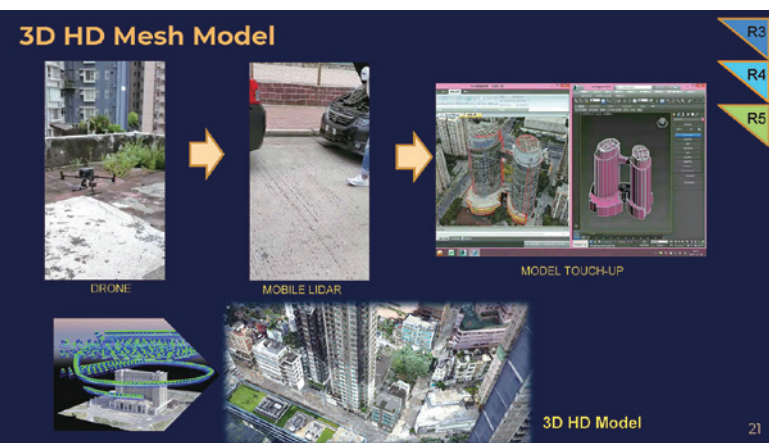 3D HD Mesh Model
R3
R4
R5
DRONE
MOBILE LIDAR
MODEL TOUCH-UP
3D HD Model
21